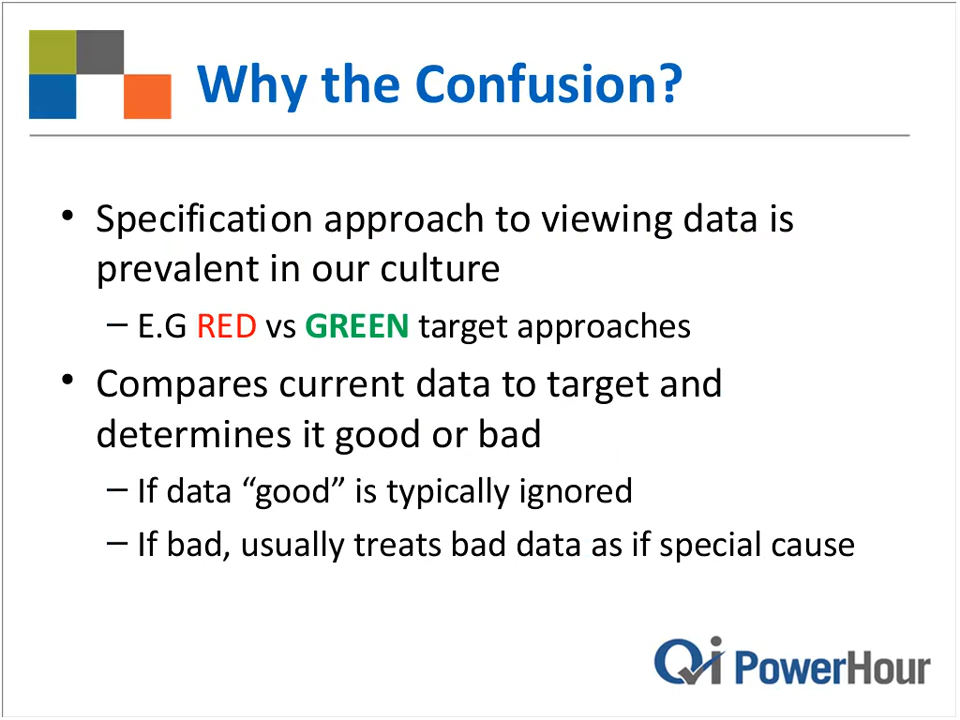 Why the Confusion?
• Specification approach to viewing data is
prevalent in our culture
– E.G RED vs GREEN target approaches
• Compares current data to target and
determines it good or bad
– If data “good” is typically ignored
– If bad, usually treats bad data as if special cause
Qi PowerHour